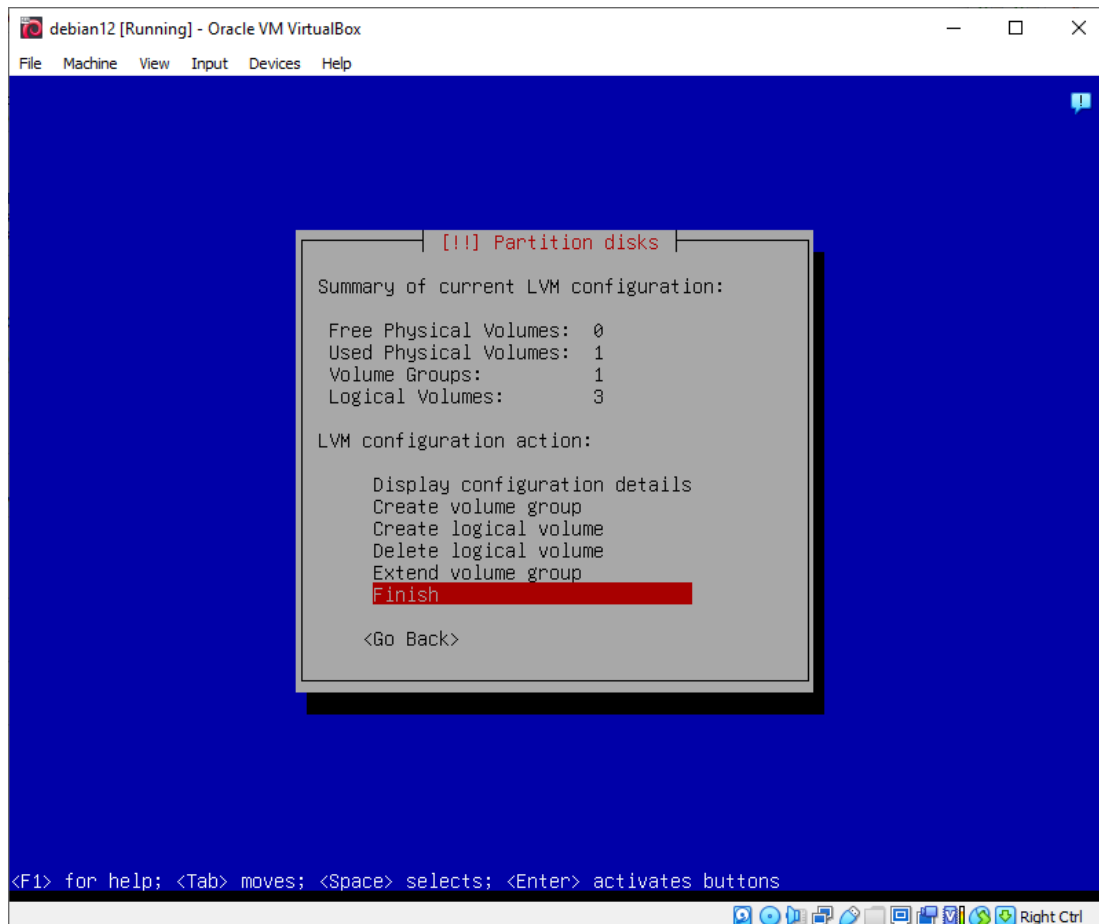 debian12 [Running] - Oracle VM VirtualBox
File Machine View Input Devices Help
[!!] Partition disks
Summary of current LVM configuration:
Free Physical Volumes: 0
Used Physical Volumes: 1
Volume Groups: 1
Logical Volumes: 3
LVM configuration action:
Display configuration details
Create volume group
Create logical volume
Delete logical volume
Extend volume group
Finish
<Go Back>
<F1> for help; <Tab> moves; <Space> selects; <Enter> activates buttons
Right Ctrl